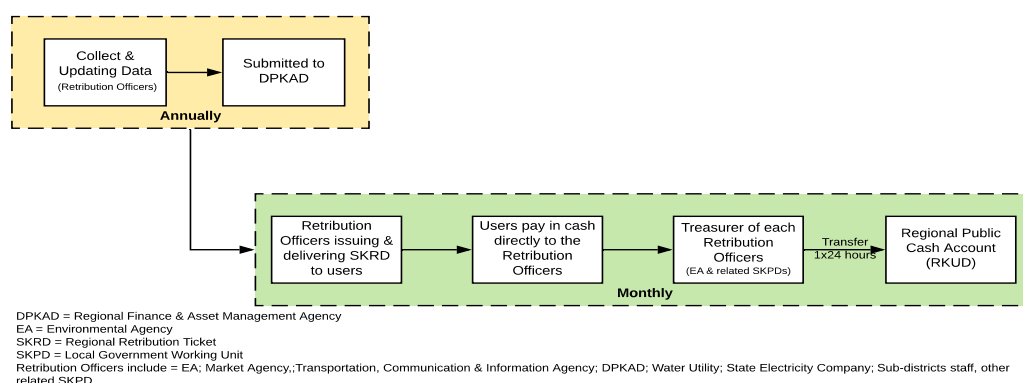 Collect &
Updating Data
(Retribution Officers)
Submitted to
DPKAD
Annually
Retribution
Officers issuing &
delivering SKRD
to users
Users pay in cash
directly to the
Retribution
Officers
Treasurer of each
Retribution
Officers
(EA & related SKPDs)
Transfer
1x24 hours
Regional Public
Cash Account
(RKUD)
Monthly
DPKAD = Regional Finance & Asset Management Agency
EA = Environmental Agency
SKRD = Regional Retribution Ticket
SKPD = Local Government Working Unit
Retribution Officers include = EA; Market Agency,;Transportation, Communication & Information Agency; DPKAD; Water Utility; State Electricity Company; Sub-districts staff, other
related SKPD